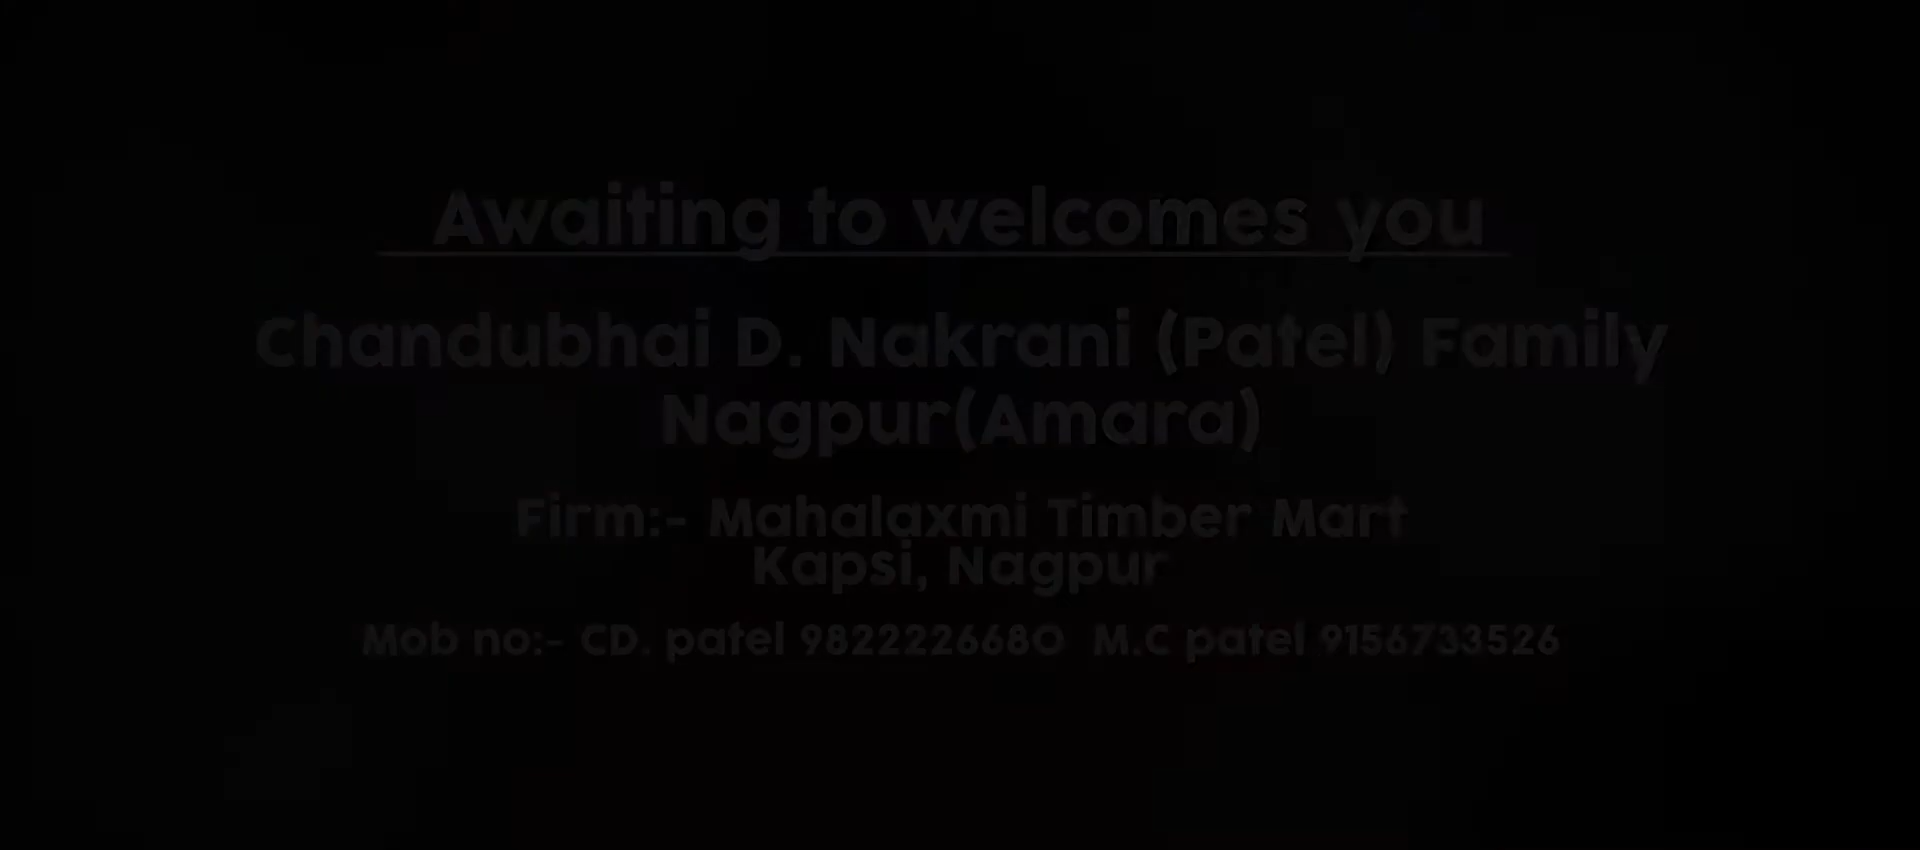 Awaiting to welcomes you
Chandubhai D. Nakrani (Patel) Family
Nagpur(Amara)
Firm:- Mahalaxmi Timber Mart
Kapsi, Nagpur
Mob no:- CD. patel 9822226680 M.C patel 9156733526